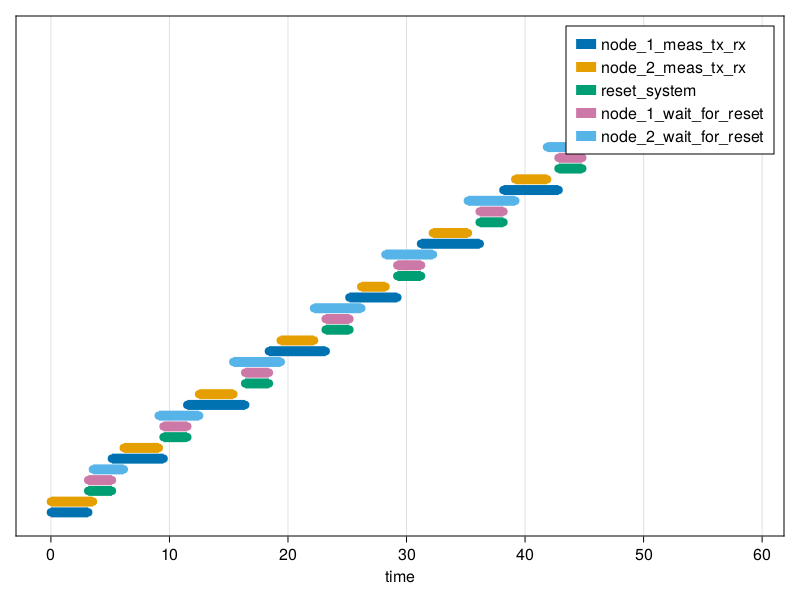 node_1_meas_tx_rx
node_2_meas_tx_rx
reset_system
node_1_wait_for_reset
node_2_wait_for_reset
0 10 20 30 40 50 60
time